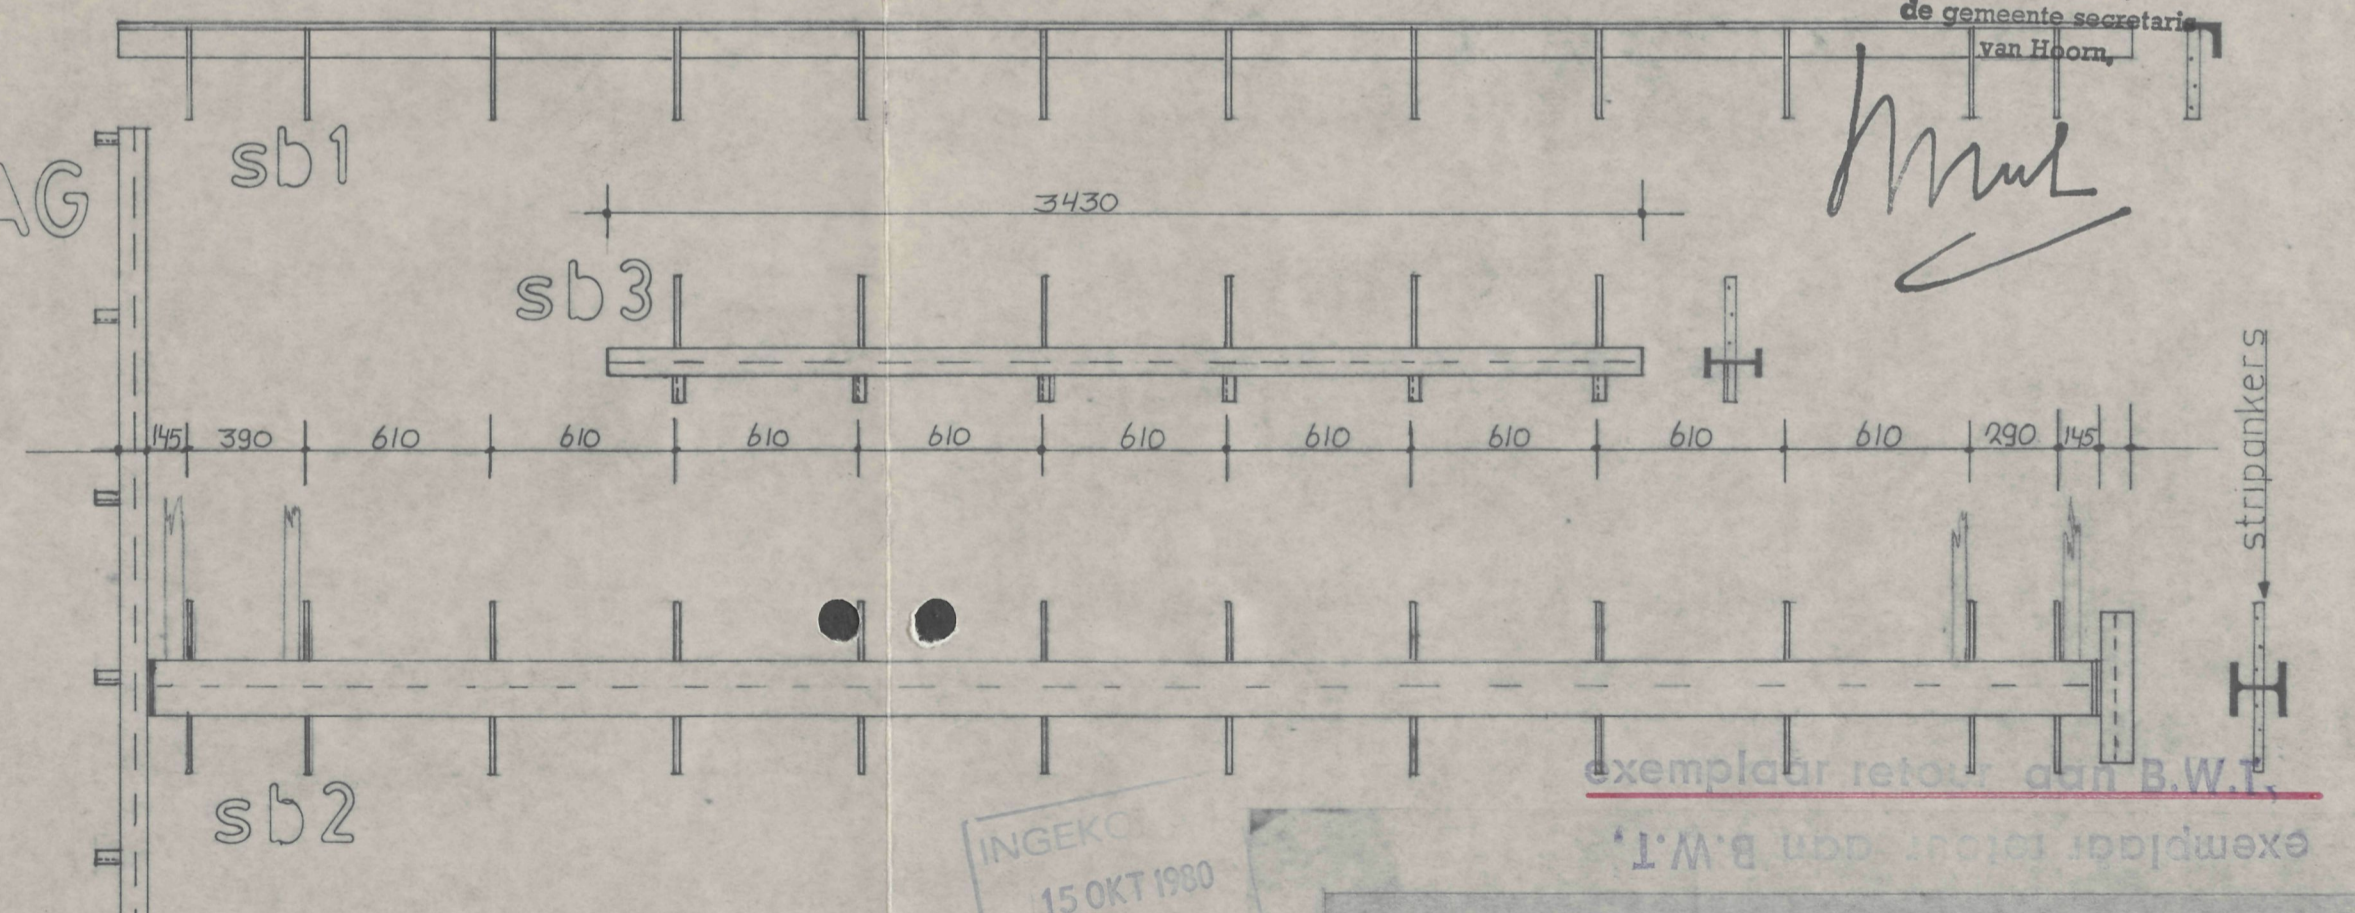 de gemeente secretaris
van Hoorn,
AG
sb1
3430
sb3
145 390 610 610 610 610 610 610 610 610 610 290 145
stripankers
sb2
exemplaar retour aan B.W.T.
exemplaar retour aan B.W.T.
15 OKT 1980